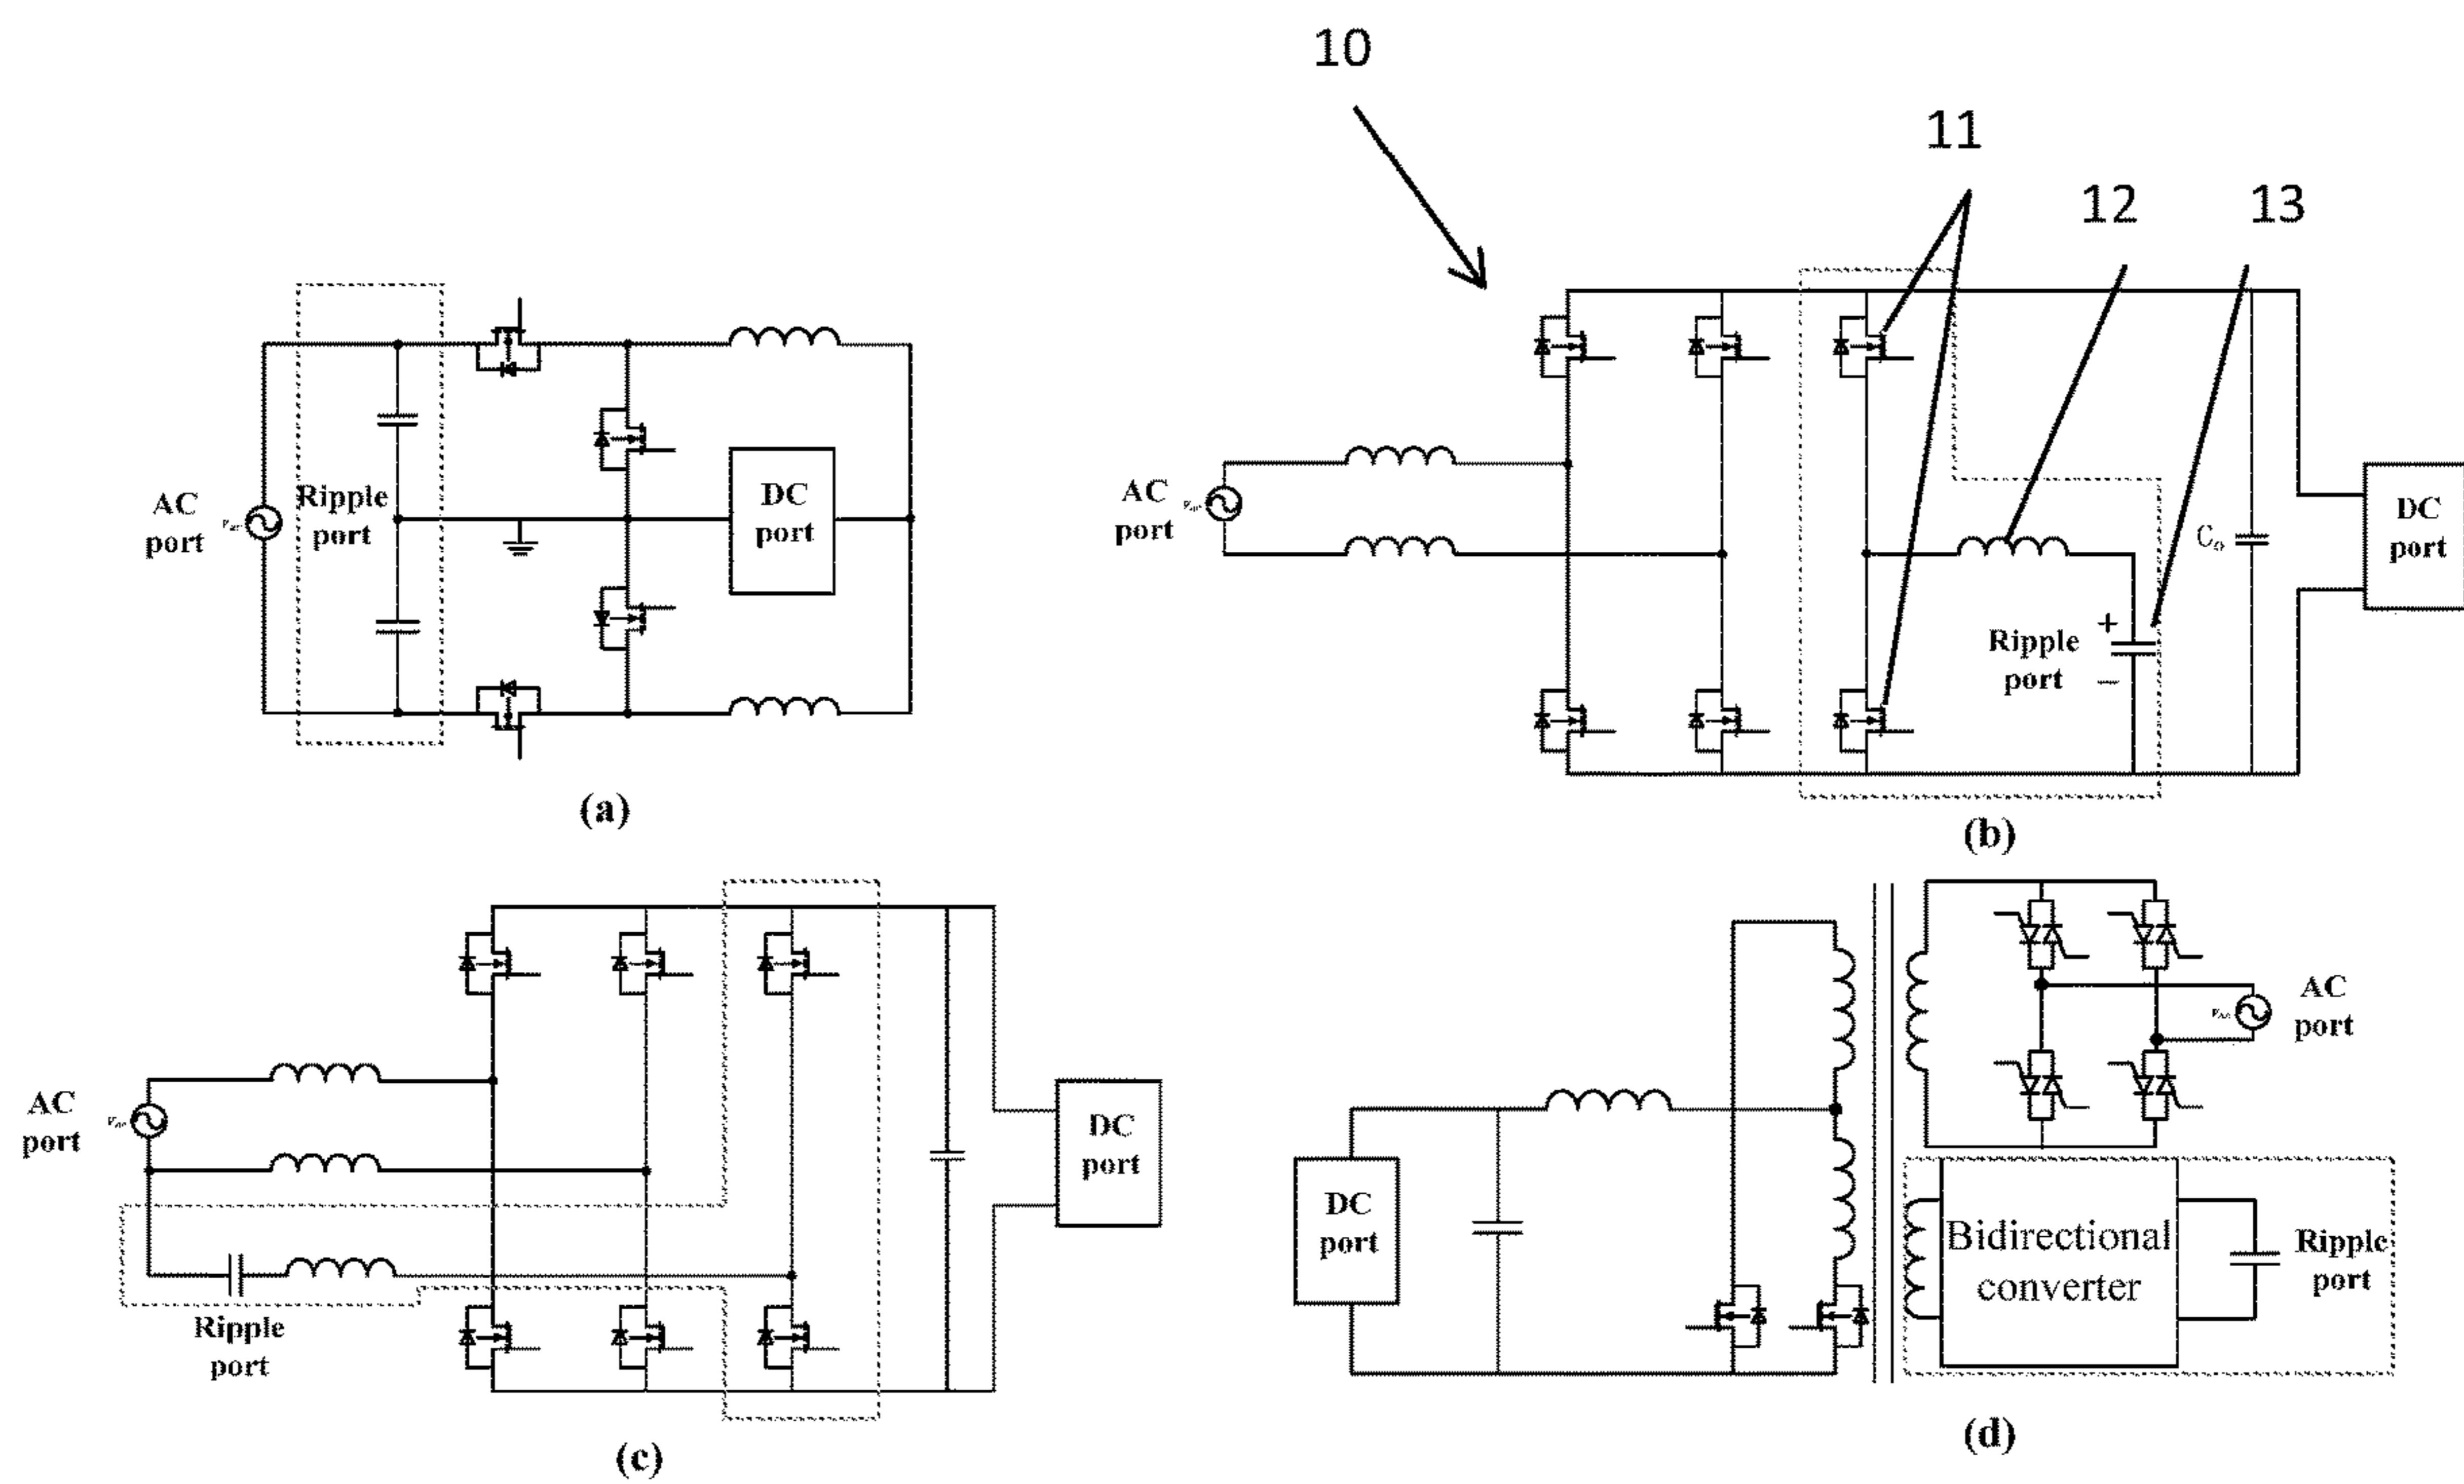 10
11
12
13
AC
port
Ripple
port
DC
port
(a)
AC
port
Ripple
port
+
−
Co
DC
port
(b)
AC
port
Ripple
port
DC
port
(c)
DC
port
AC
port
Bidirectional
converter
Ripple
port
(d)